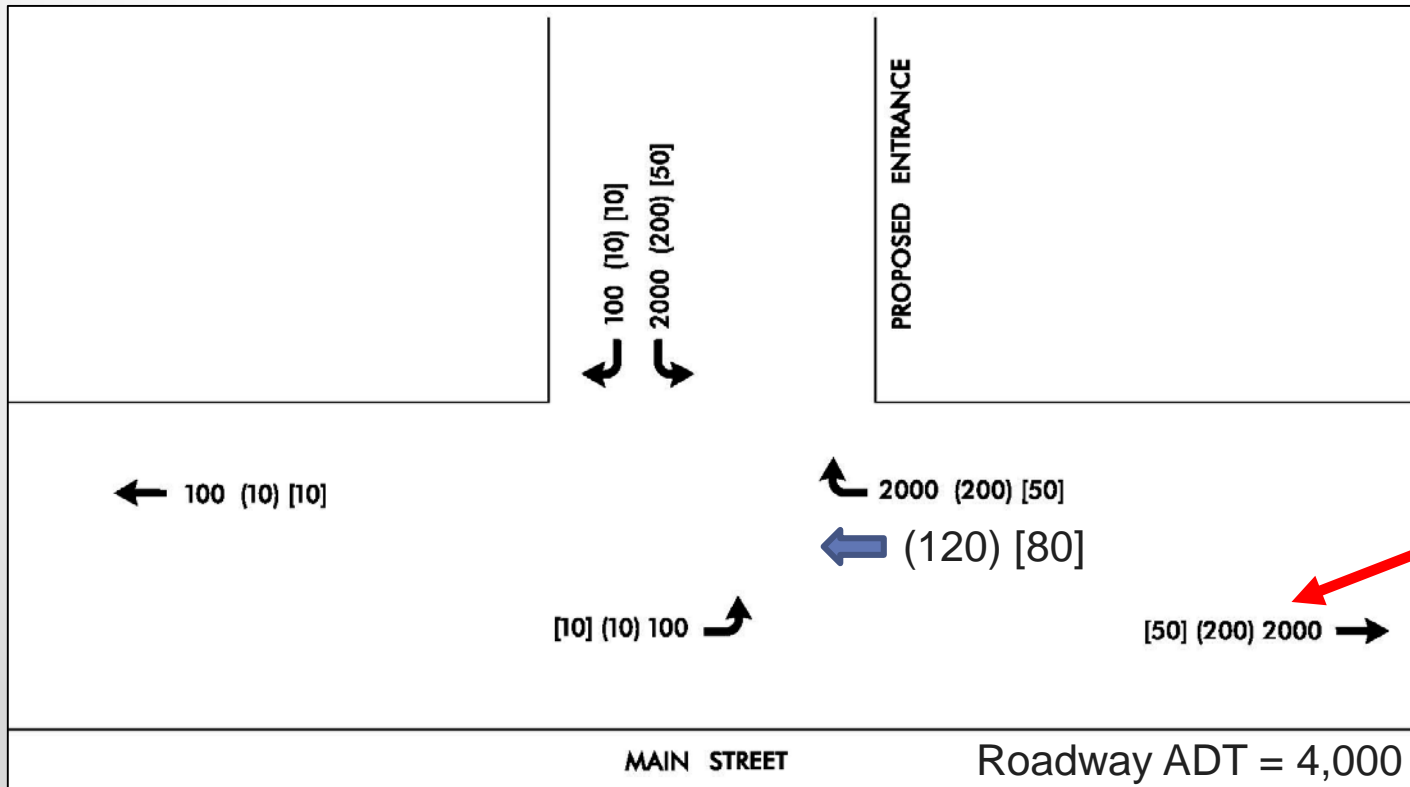 PROPOSED ENTRANCE
100 (10) [10]
2000 (200) [50]
100 (10) [10]
2000 (200) [50]
(120) [80]
[10] (10) 100
[50] (200) 2000
MAIN STREET
Roadway ADT = 4,000